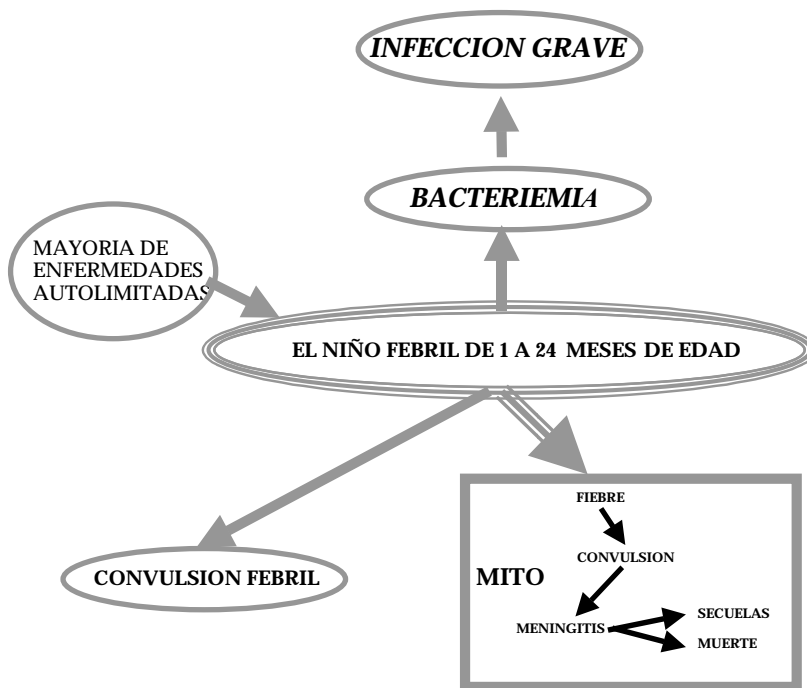 INFECCION GRAVE
BACTERIEMIA
MAYORIA DE
ENFERMEDADES
AUTOLIMITADAS
EL NIÑO FEBRIL DE 1 A 24 MESES DE EDAD
CONVULSION FEBRIL
FIEBRE
CONVULSION
MITO
MENINGITIS
SECUELAS
MUERTE